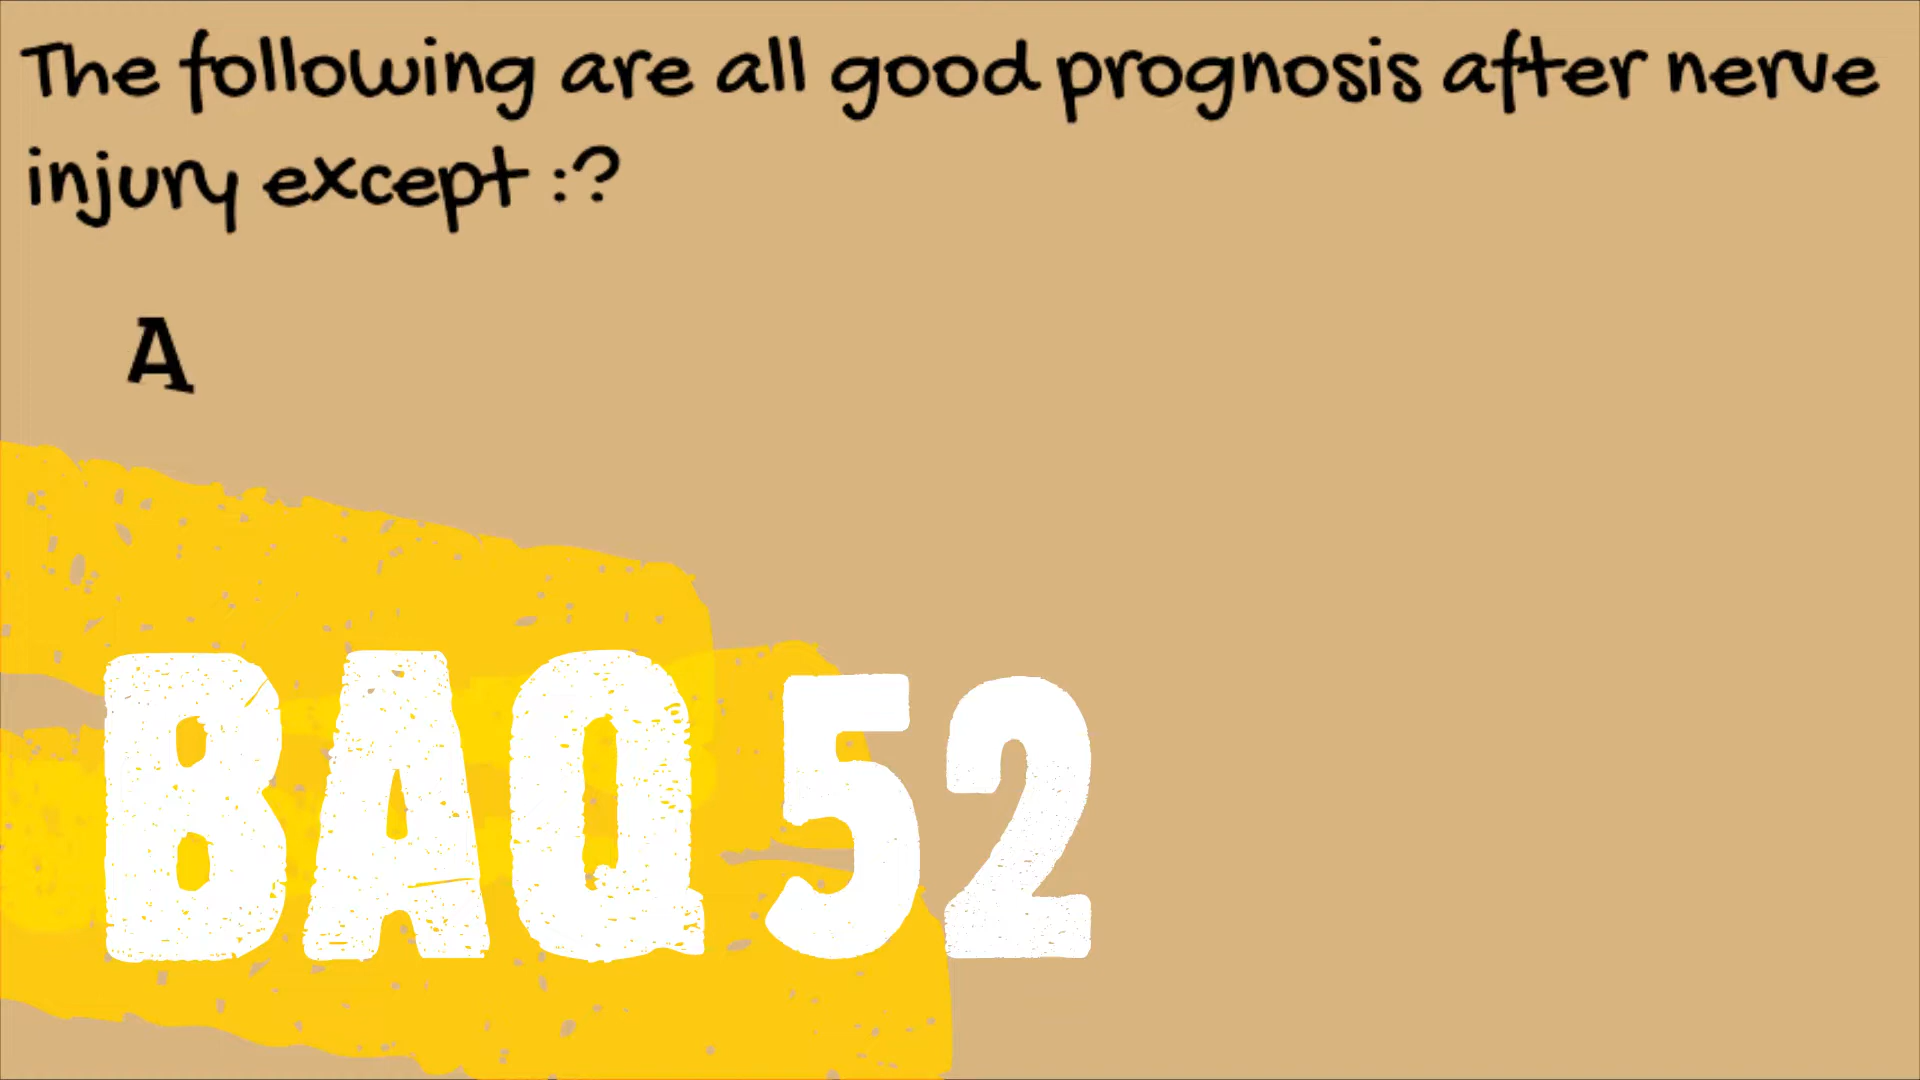 The following are all good prognosis after nerve
injury except :?
A
BAQ 52